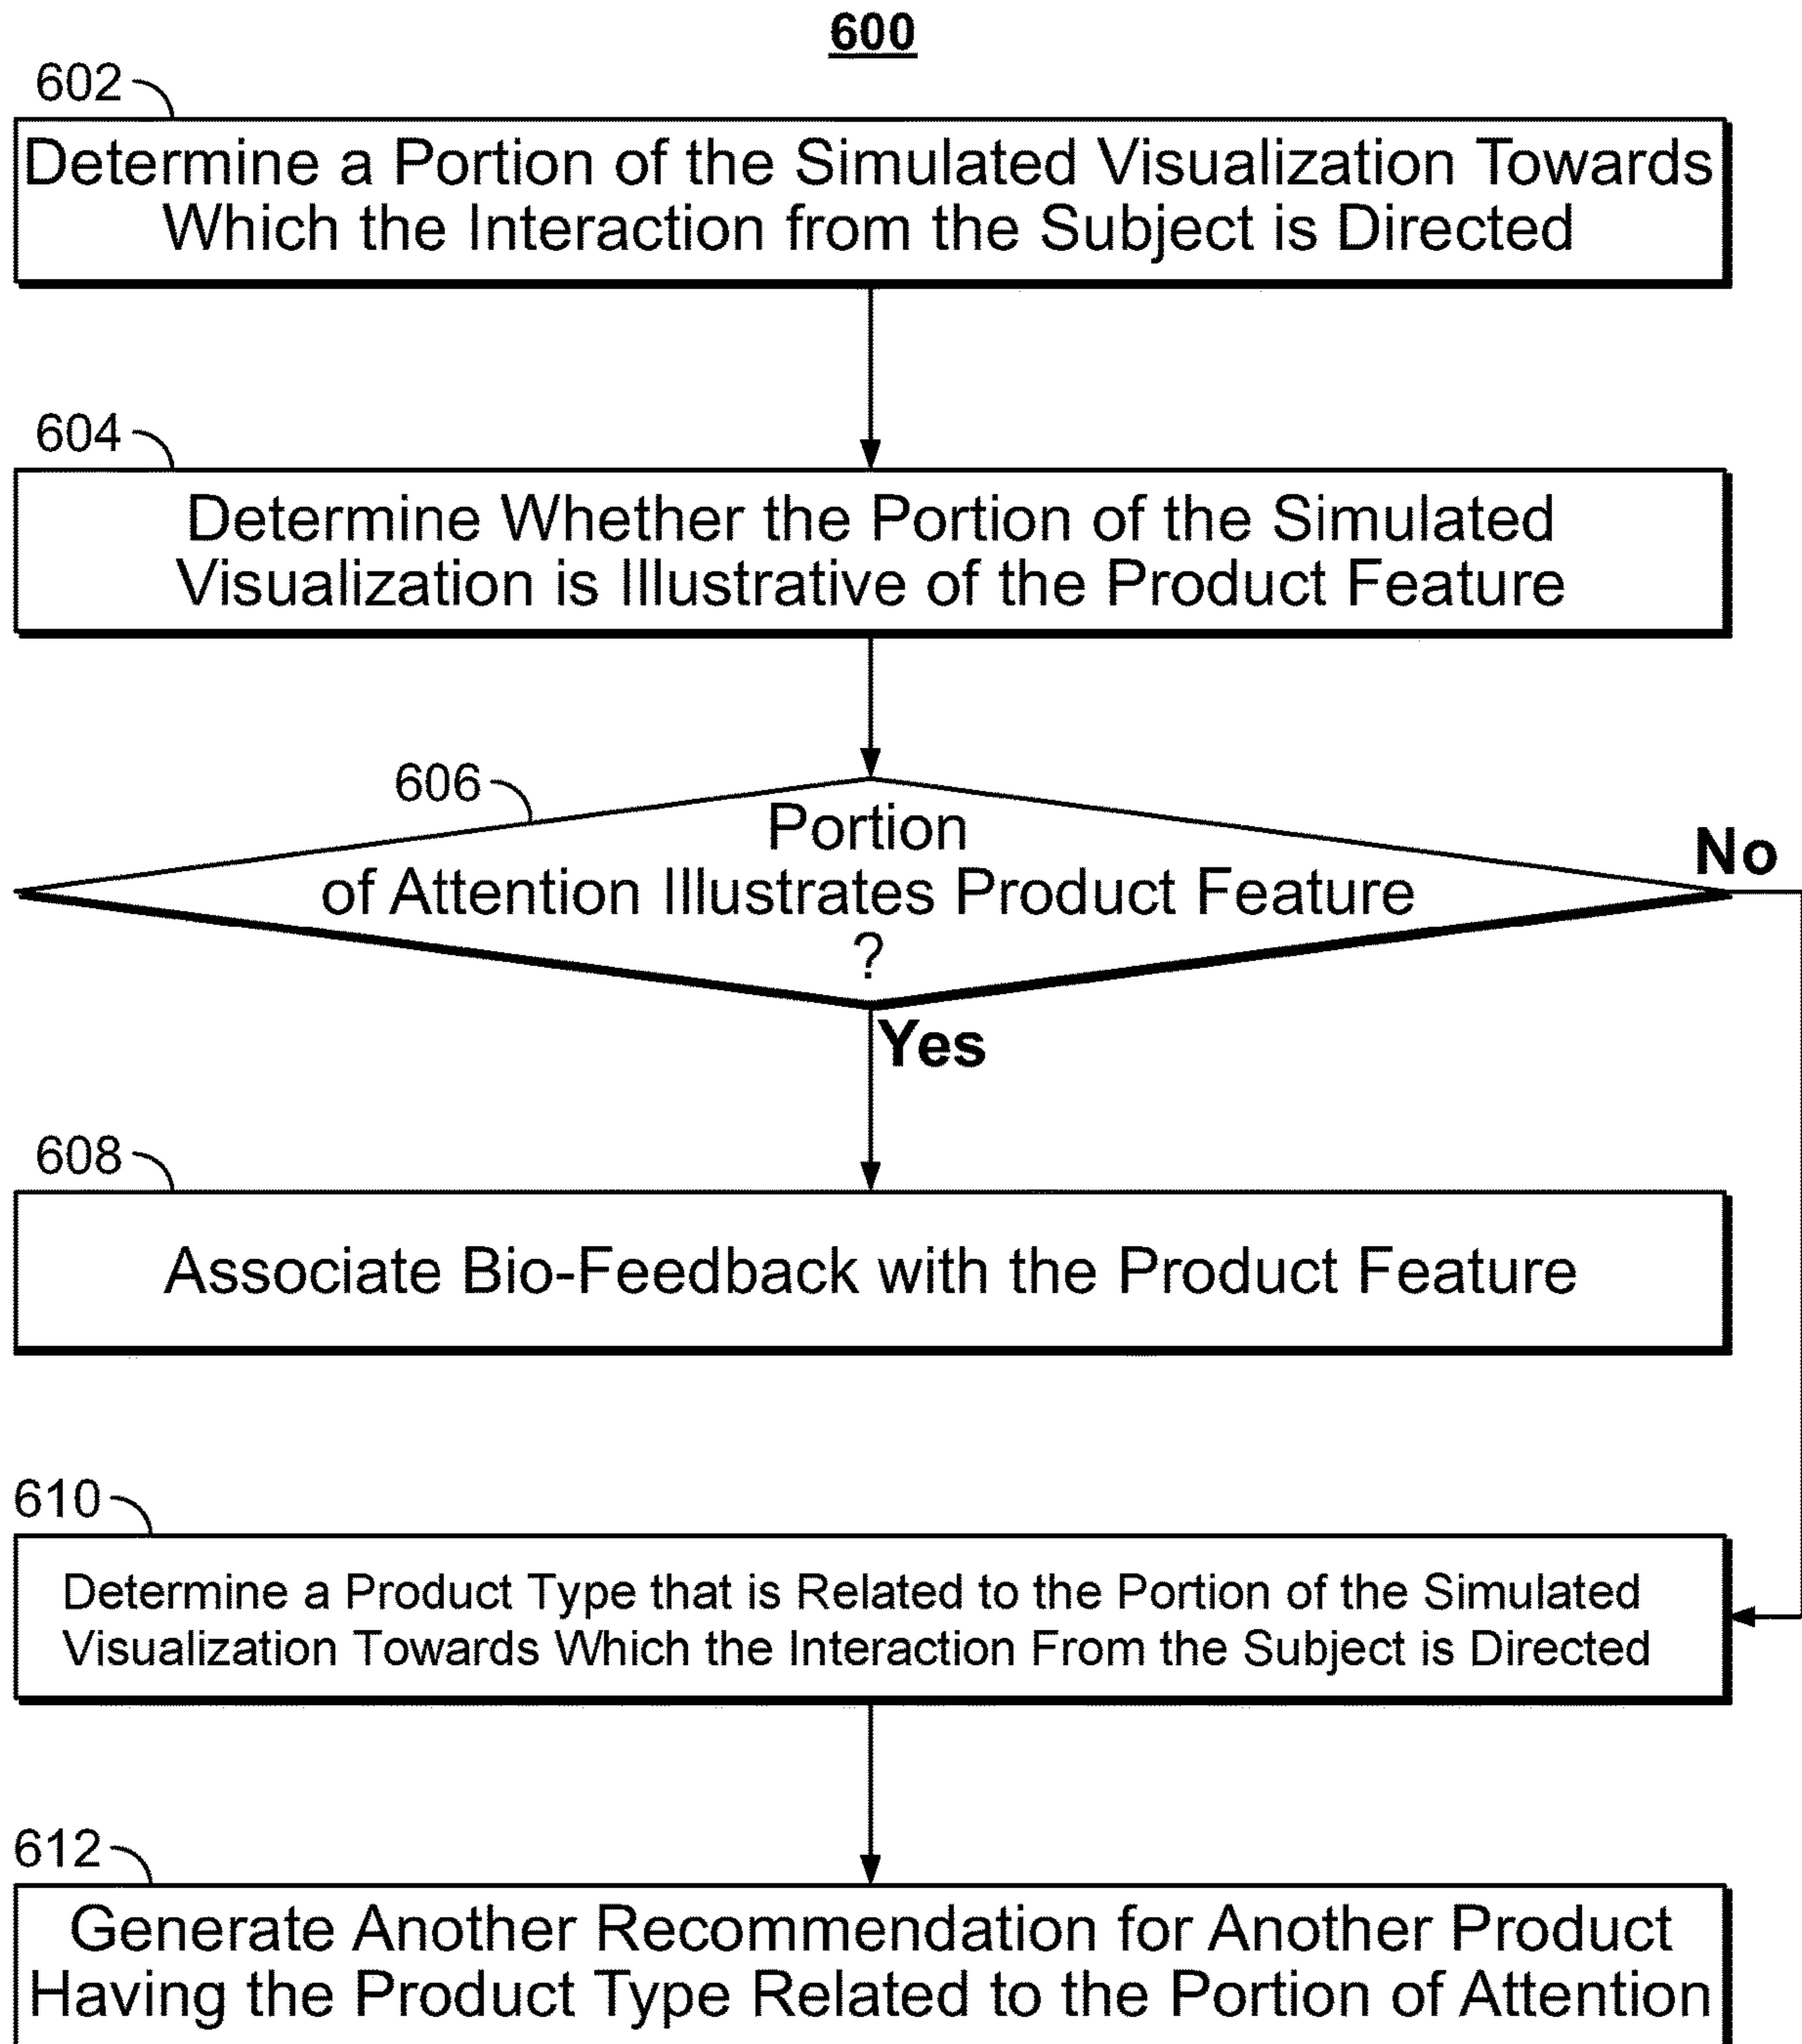 600
602
Determine a Portion of the Simulated Visualization Towards
Which the Interaction from the Subject is Directed
604
Determine Whether the Portion of the Simulated
Visualization is Illustrative of the Product Feature
606
Portion
of Attention Illustrates Product Feature
?
No
Yes
608
Associate Bio-Feedback with the Product Feature
610
Determine a Product Type that is Related to the Portion of the Simulated
Visualization Towards Which the Interaction From the Subject is Directed
612
Generate Another Recommendation for Another Product
Having the Product Type Related to the Portion of Attention